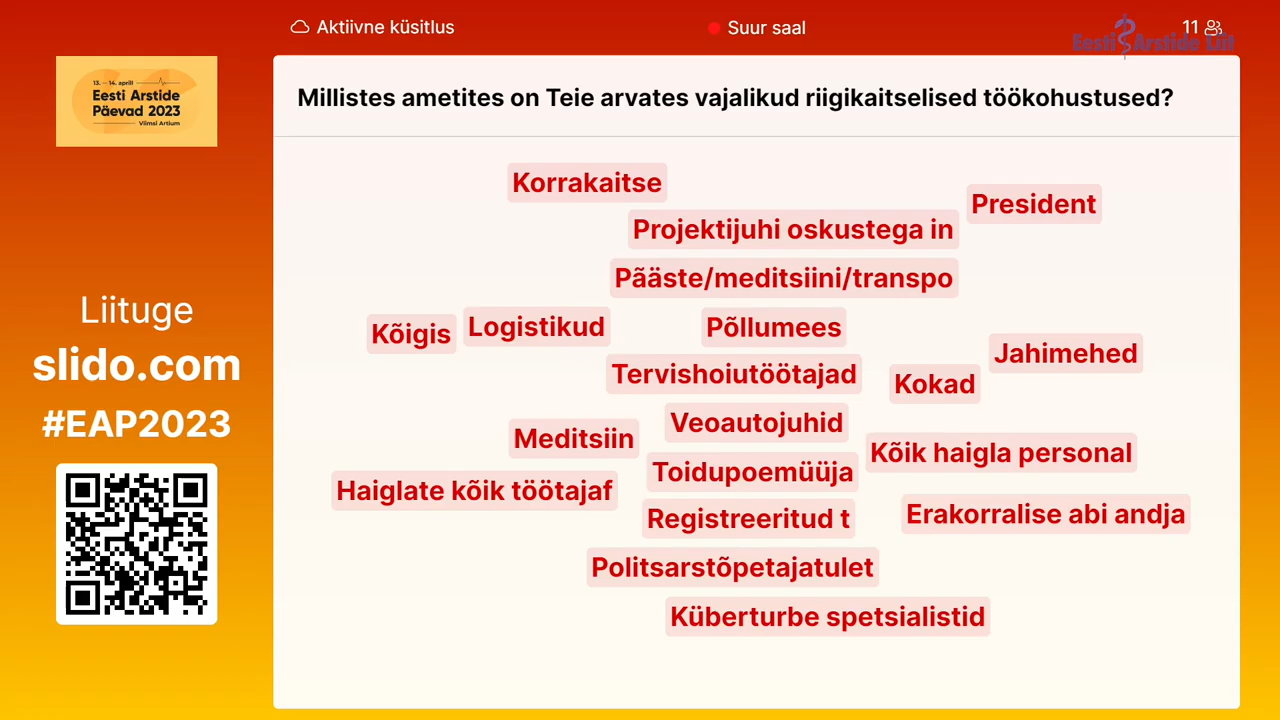 Aktiivne küsitlus
Suur saal
11
Eesti Arstide Liit
13. – 14. aprill
Eesti Arstide
Päevad 2023
Viimsi Artium
Millistes ametites on Teie arvates vajalikud riigikaitselised töökohustused?
Korrakaitse
President
Projektijuhi oskustega in
Pããste/meditsiini/transpo
Kõigis
Logistikud
Põllumees
Jahimehed
Tervishoiutöötajad
Kokad
Veoautojuhid
Meditsiin
Kõik haigla personal
Toidupoemüüja
Haiglate kõik töötajaf
Registreeritud t
Erakorralise abi andja
Politsarstõpetajatulet
Küberturbe spetsialistid
Liituge
slido.com
#EAP2023